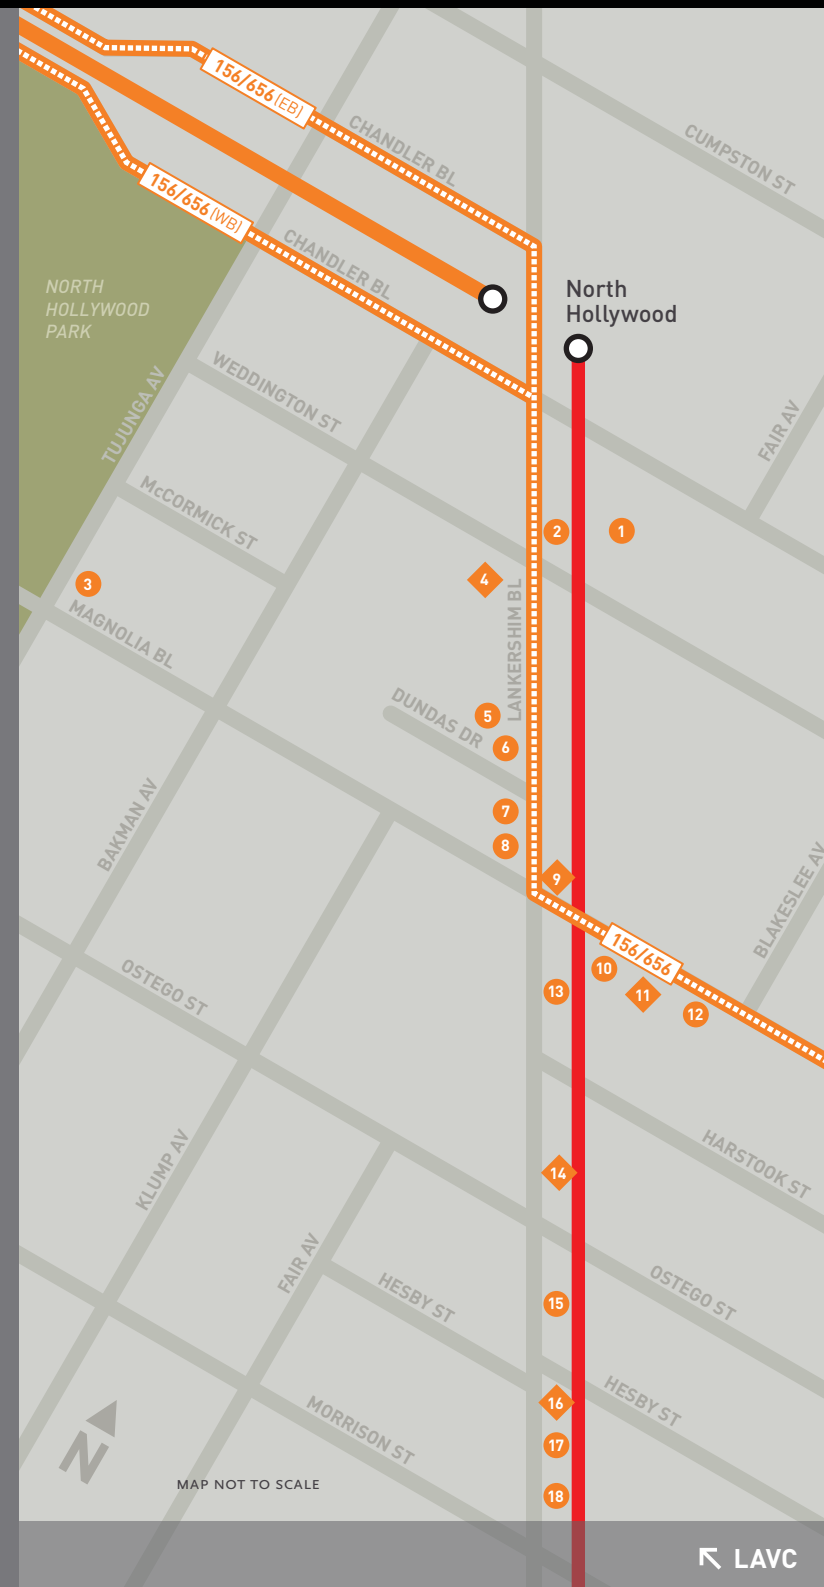 156/656 (EB)
CHANDLER BL
CUMPSTON ST
156/656 (WB)
CHANDLER BL
NORTH
HOLLYWOOD
PARK
North
Hollywood
WEDDINGTON ST
TUJUNGA AV
FAIR AV
McCORMICK ST
2
1
4
3
MAGNOLIA BL
LANKERSHIM BL
DUNDAS DR
5
6
7
8
BAKMAN AV
9
BLAKESLEE AV
156/656
10
11
12
13
OSTEGO ST
HARSTOOK ST
14
KLUMP AV
FAIR AV
HESBY ST
OSTEGO ST
15
HESBY ST
16
17
18
MORRISON ST
N
MAP NOT TO SCALE
LAVC